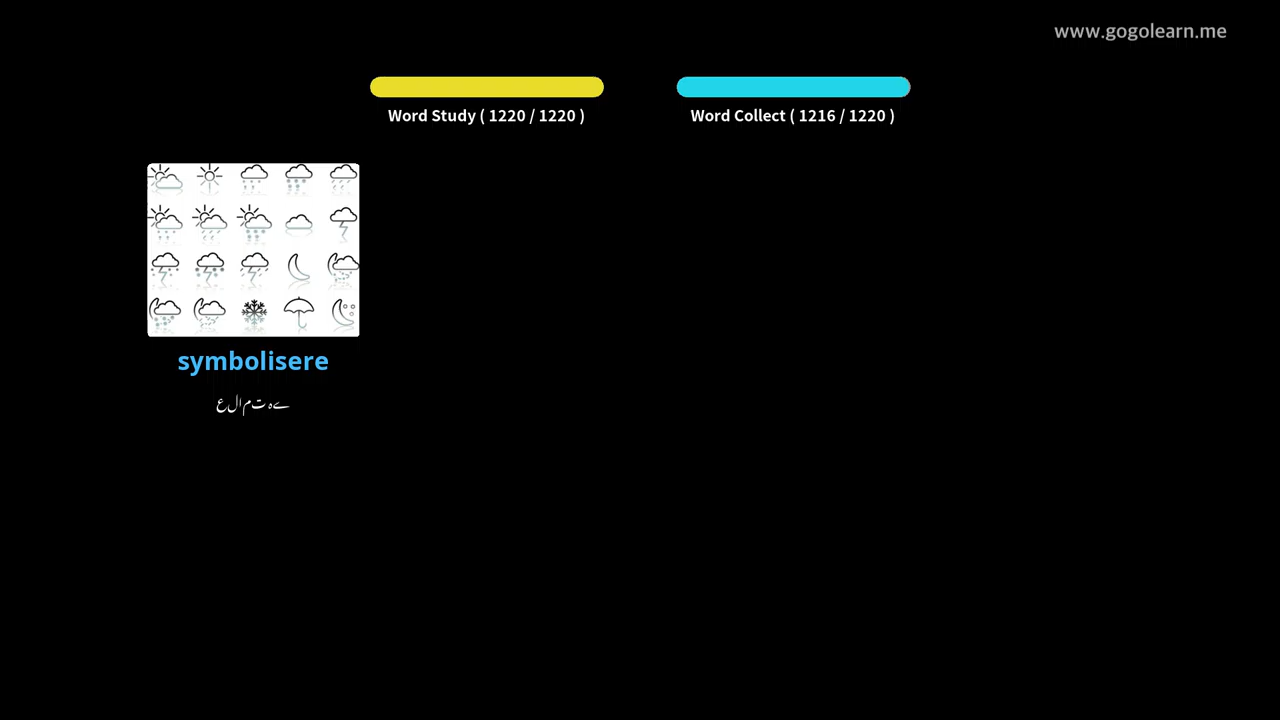 www.gogolearn.me
Word Study ( 1220 / 1220 )
Word Collect ( 1216 / 1220 )
symbolisere
علامت ہے